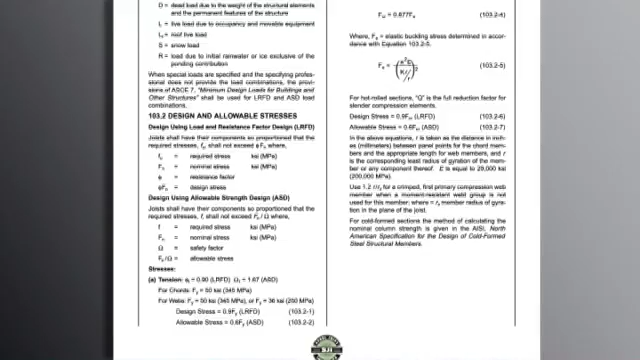 D = dead load due to the weight of the structural elements
and the permanent features of the structure
L = live load due to occupancy and movable equipment
Lr = roof live load
S = snow load
R = load due to initial rainwater or ice exclusive of the
ponding contribution
When special loads are specified and the specifying profes-
sional does not provide the load combinations, the provi-
sions of ASCE 7, "Minimum Design Loads for Buildings and
Other Structures" shall be used for LRFD and ASD load
combinations.
103.2 DESIGN AND ALLOWABLE STRESSES
Design Using Load and Resistance Factor Design (LRFD)
Joists shall have their components so proportioned that the
required stresses, fu, shall not exceed ϕFn where,
fu = required stress ksi (MPa)
Fn = nominal stress ksi (MPa)
ϕ = resistance factor
ϕFn = design stress
Design Using Allowable Strength Design (ASD)
Joists shall have their components so proportioned that the
required stresses, f, shall not exceed Fn / Ω where,
f = required stress ksi (MPa)
Fn = nominal stress ksi (MPa)
Ω = safety factor
Fn/Ω = allowable stress
Stresses:
(a) Tension: ϕt = 0.90 (LRFD) Ωt = 1.67 (ASD)
For Chords: Fy = 50 ksi (345 MPa)
For Webs: Fy = 50 ksi (345 MPa), or Fy = 36 ksi (250 MPa)
Design Stress = 0.9Fy (LRFD) (103.2-1)
Allowable Stress = 0.6Fy (ASD) (103.2-2)
Fcr = 0.877Fe (103.2-4)
Where, Fe = elastic buckling stress determined in accor-
dance with Equation 103.2-5.
Fe = π²E / (Kℓ/r)² (103.2-5)
For hot-rolled sections, "Q" is the full reduction factor for
slender compression elements.
Design Stress = 0.9Fcr (LRFD) (103.2-6)
Allowable Stress = 0.6Fcr (ASD) (103.2-7)
In the above equations, ℓ is taken as the distance in inch-
es (millimeters) between panel points for the chord mem-
bers and the appropriate length for web members, and r
is the corresponding least radius of gyration of the mem-
ber or any component thereof. E is equal to 29,000 ksi
(200,000 MPa).
Use 1.2 ℓ/rx for a crimped, first primary compression web
member when a moment-resistant weld group is not
used for this member; where rx = member radius of gyra-
tion in the plane of the joist.
For cold-formed sections the method of calculating the
nominal column strength is given in the AISI, North
American Specification for the Design of Cold-Formed
Steel Structural Members.
SJI